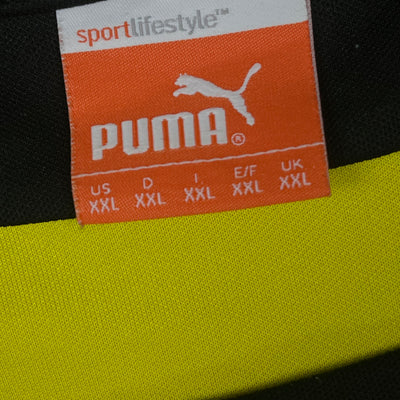 sportlifestyle™
PUMA®
US D I E/F UK
XXL XXL XXL XXL XXL